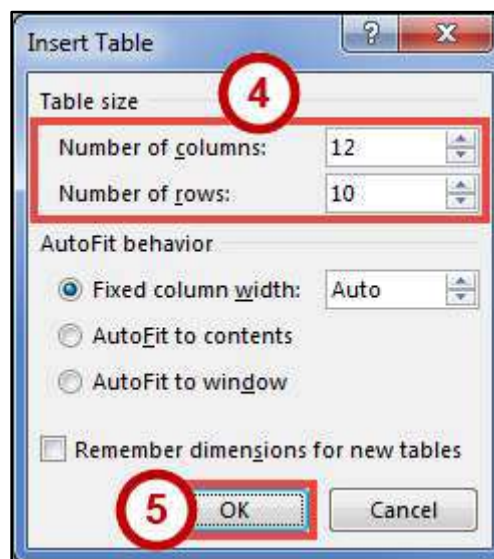 Insert Table
4
Table size
Number of columns: 12
Number of rows: 10
AutoFit behavior
Fixed column width: Auto
AutoFit to contents
AutoFit to window
Remember dimensions for new tables
5 OK Cancel